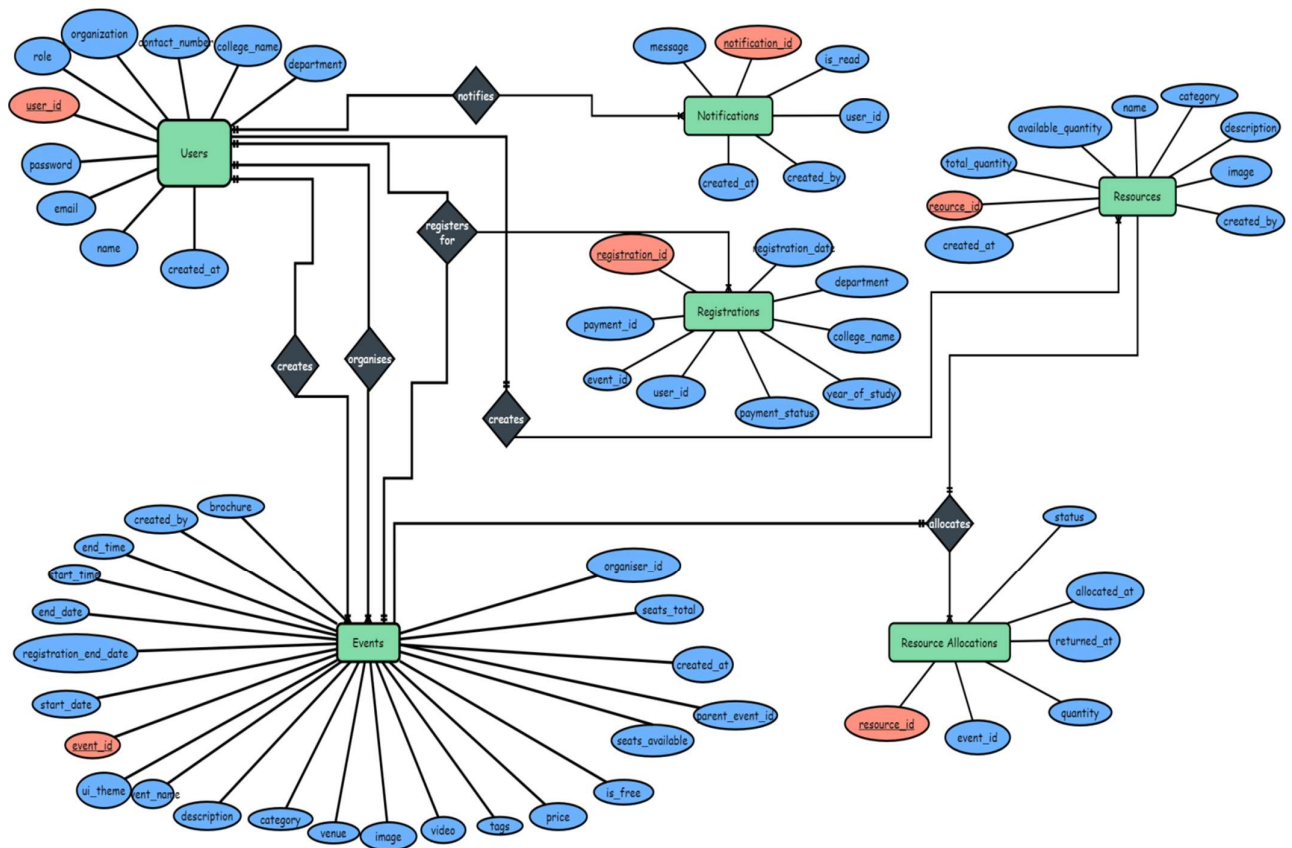 organization
contact_number
college_name
role
department
user_id
Users
password
email
name
created_at
notifies
message
notification_id
is_read
Notifications
user_id
created_at
created_by
name
category
available_quantity
description
total_quantity
image
Resources
reource_id
created_by
created_at
registers
for
registration_id
registration_date
department
Registrations
payment_id
college_name
event_id
user_id
year_of_study
payment_status
creates
organises
creates
allocates
brochure
created_by
end_time
start_time
end_date
registration_end_date
start_date
event_id
ui_theme
vent_name
description
category
venue
image
video
tags
price
is_free
seats_available
parent_event_id
created_at
seats_total
organiser_id
Events
status
allocated_at
Resource Allocations
returned_at
resource_id
event_id
quantity